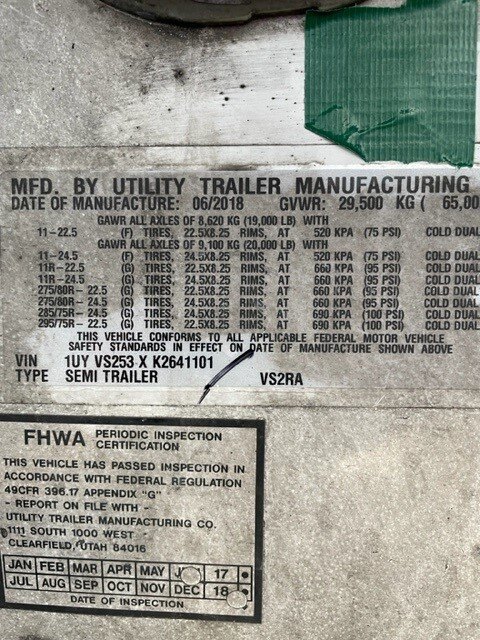 MFD. BY UTILITY TRAILER MANUFACTURING
DATE OF MANUFACTURE: 06/2018 GVWR: 29,500 KG ( 65,00
GAWR ALL AXLES OF 8,620 KG (19,000 LB) WITH
11-22.5 (F) TIRES, 22.5X8.25 RIMS, AT 520 KPA (75 PSI) COLD DUAL
GAWR ALL AXLES OF 9,100 KG (20,000 LB) WITH
11-24.5 (F) TIRES, 24.5X8.25 RIMS, AT 520 KPA (75 PSI) COLD DUAL
11R-22.5 (G) TIRES, 22.5X8.25 RIMS, AT 660 KPA (95 PSI) COLD DUAL
11R-24.5 (G) TIRES, 24.5X8.25 RIMS, AT 660 KPA (95 PSI) COLD DUAL
275/80R-22.5 (G) TIRES, 22.5X8.25 RIMS, AT 660 KPA (95 PSI) COLD DUAL
275/80R-24.5 (G) TIRES, 24.5X8.25 RIMS, AT 660 KPA (95 PSI) COLD DUAL
285/75R-24.5 (G) TIRES, 24.5X8.25 RIMS, AT 690 KPA (100 PSI) COLD DUAL
295/75R-22.5 (G) TIRES, 22.5X8.25 RIMS, AT 690 KPA (100 PSI) COLD DUAL
THIS VEHICLE CONFORMS TO ALL APPLICABLE FEDERAL MOTOR VEHICLE
SAFETY STANDARDS IN EFFECT ON DATE OF MANUFACTURE SHOWN ABOVE
VIN 1UY VS253 X K2641101
TYPE SEMI TRAILER VS2RA
FHWA PERIODIC INSPECTION
CERTIFICATION
THIS VEHICLE HAS PASSED INSPECTION IN
ACCORDANCE WITH FEDERAL REGULATION
49CFR 396.17 APPENDIX "G"
- REPORT ON FILE WITH -
UTILITY TRAILER MANUFACTURING CO.
1111 SOUTH 1000 WEST
CLEARFIELD, UTAH 84015
JAN FEB MAR APR MAY 17
JUL AUG SEP OCT NOV DEC 18
DATE OF INSPECTION